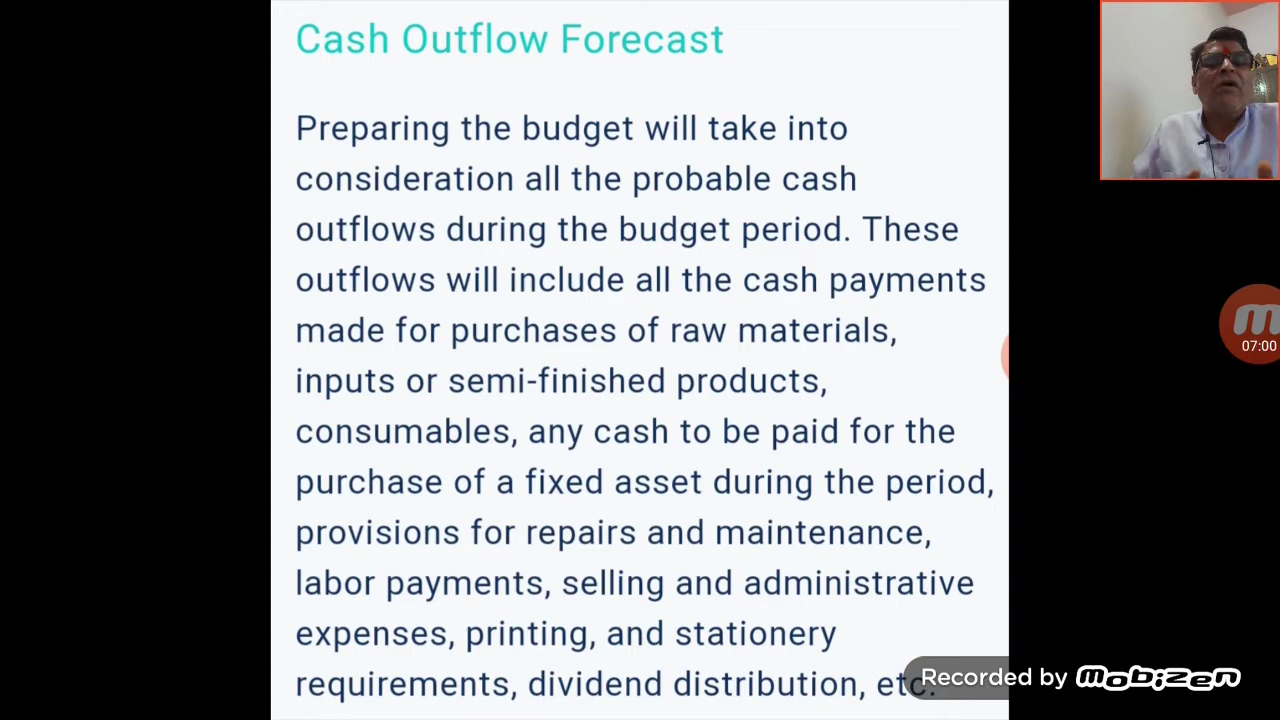 Cash Outflow Forecast
Preparing the budget will take into
consideration all the probable cash
outflows during the budget period. These
outflows will include all the cash payments
made for purchases of raw materials,
inputs or semi-finished products,
consumables, any cash to be paid for the
purchase of a fixed asset during the period,
provisions for repairs and maintenance,
labor payments, selling and administrative
expenses, printing, and stationery
requirements, dividend distribution, etc.
07:00
Recorded by mobizen